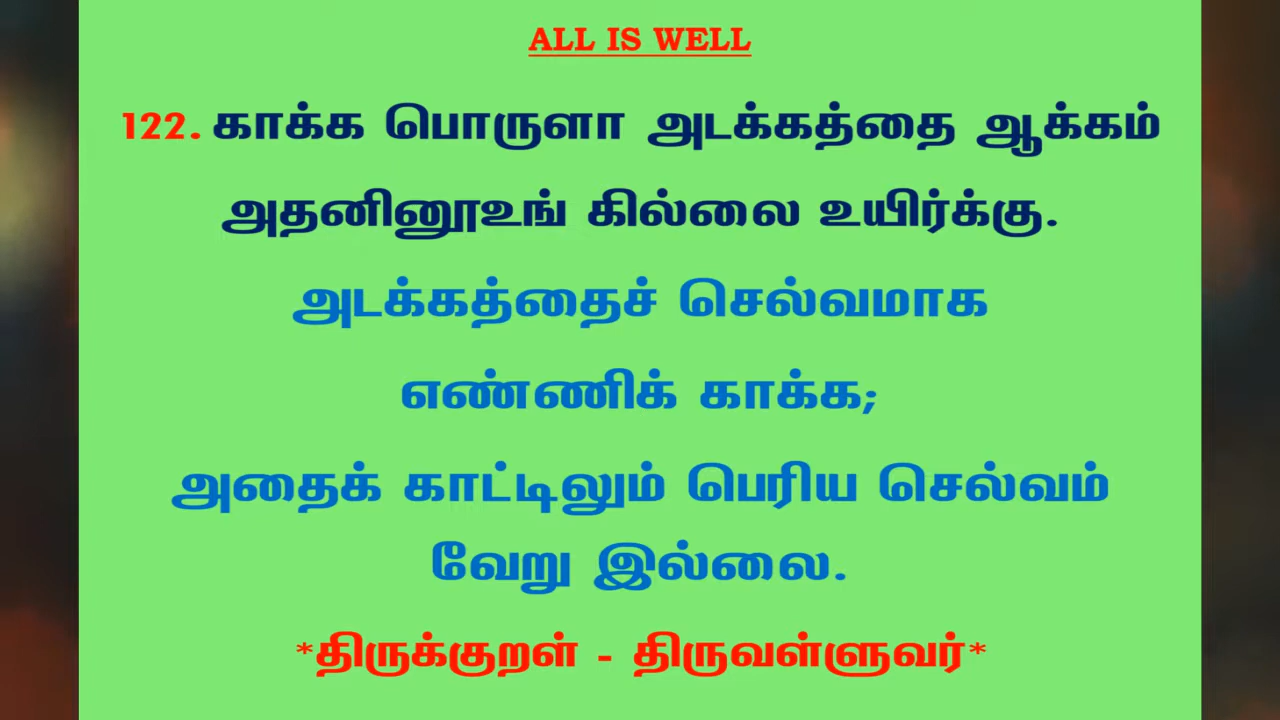 ALL IS WELL
122. காக்க பொருளா அடக்கத்தை ஆக்கம்
அதனினூஉங் கில்லை உயிர்க்கு.
அடக்கத்தைச் செல்வமாக
எண்ணிக் காக்க;
அதைக் காட்டிலும் பெரிய செல்வம்
வேறு இல்லை.
*திருக்குறள் - திருவள்ளுவர்*